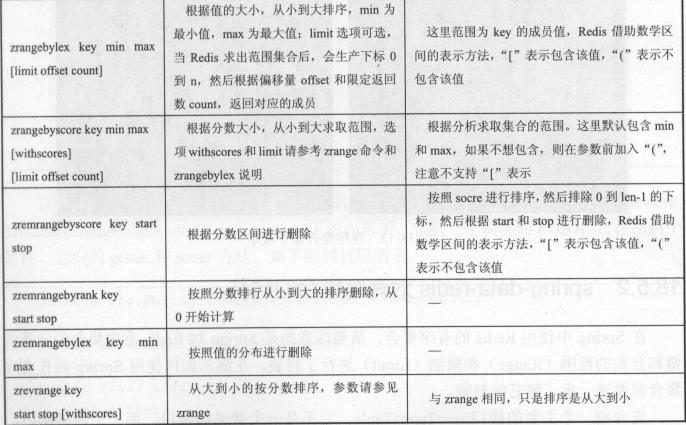 zrangebylex key min max
[limit offset count]
根据值的大小，从小到大排序，min 为
最小值，max 为最大值；limit 选项可选，
当 Redis 求出范围集合后，会生产下标 0
到 n，然后根据偏移量 offset 和限定返回
数 count，返回对应的成员
这里范围为 key 的成员值，Redis 借助数学区
间的表示方法，“[”表示包含该值，“(”表示不
包含该值
zrangebyscore key min max
[withscores]
[limit offset count]
根据分数大小，从小到大求取范围，选
项 withscores 和 limit 请参考 zrange 命令和
zrangebylex 说明
根据分析求取集合的范围。这里默认包含 min
和 max，如果不想包含，则在参数前加入“(”，
注意不支持“[”表示
zremrangebyscore key start
stop
根据分数区间进行删除
按照 socre 进行排序，然后排除 0 到 len-1 的下
标，然后根据 start 和 stop 进行删除，Redis 借助
数学区间的表示方法，“[”表示包含该值，“(”
表示不包含该值
zremrangebyrank key
start stop
按照分数排行从小到大的排序删除，从
0 开始计算
—
zremrangebylex key min
max
按照值的分布进行删除
—
zrevrange key
start stop [withscores]
从大到小的按分数排序，参数请参见
zrange
与 zrange 相同，只是排序是从大到小
18.5.2 spring-data-redis